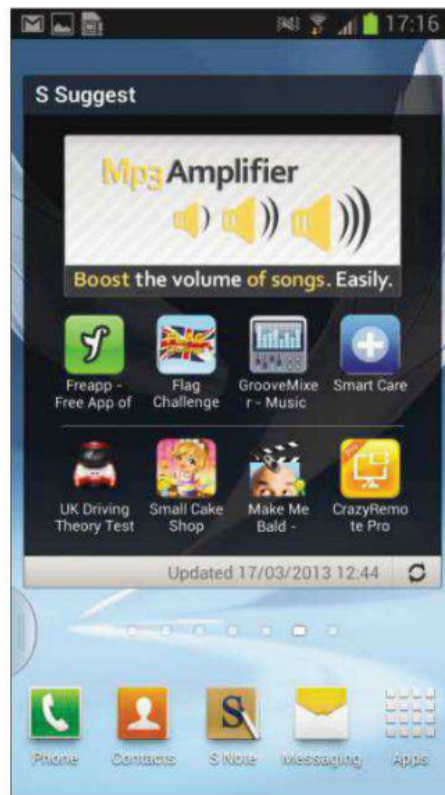 17:16
S Suggest
Mp3 Amplifier
Boost the volume of songs. Easily.
Freapp -
Free App of
Flag
Challenge
GrooveMixe
r - Music
Smart Care
UK Driving
Theory Test
Small Cake
Shop
Make Me
Bald -
CrazyRemo
te Pro
Updated 17/03/2013 12:44
Phone
Contacts
S Note
Messaging
Apps